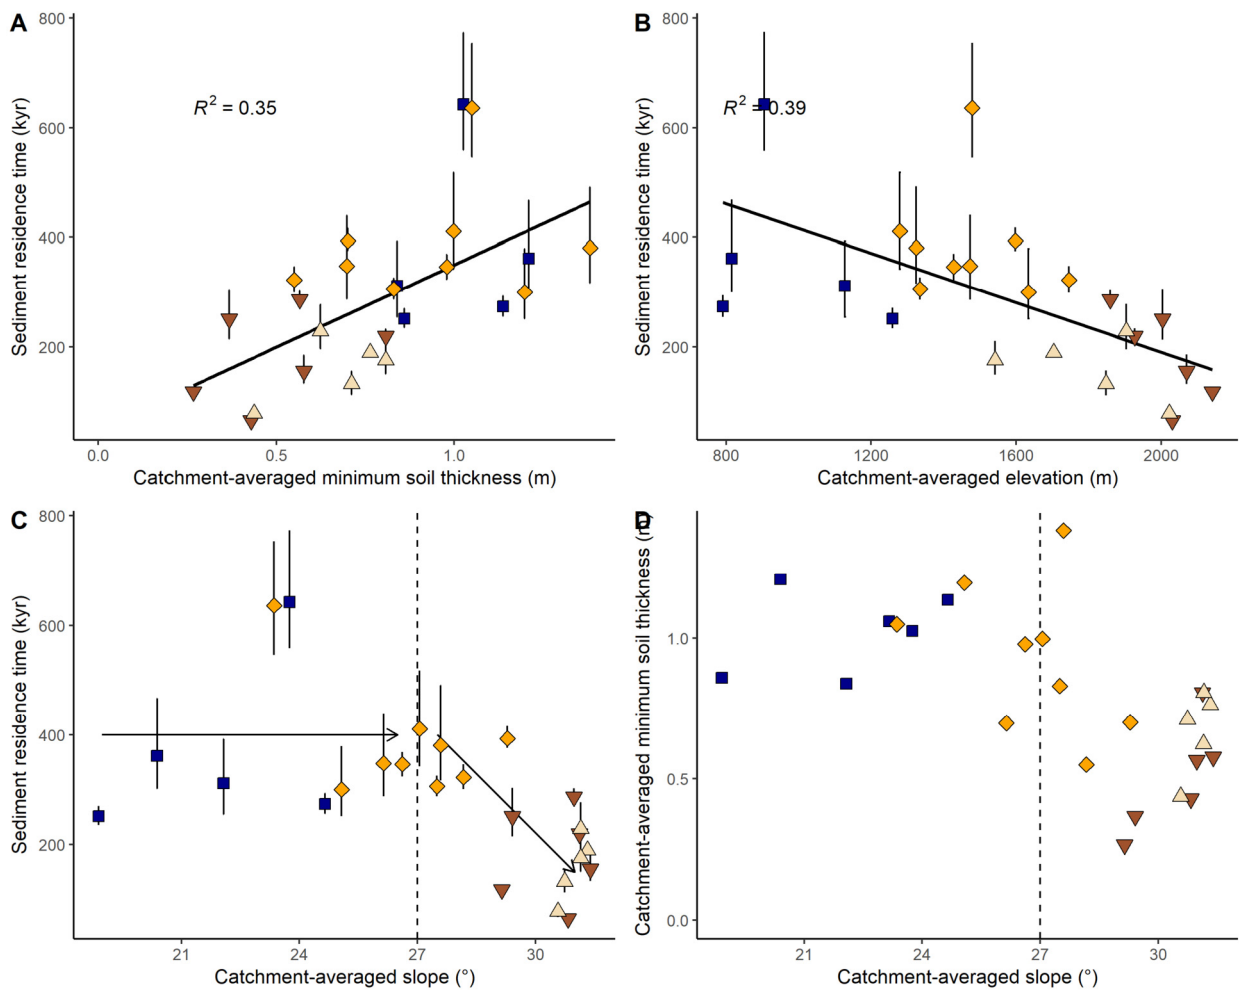 A
Sediment residence time (kyr)
800
600
400
200
R² = 0.35
0.0
0.5
1.0
Catchment-averaged minimum soil thickness (m)
B
Sediment residence time (kyr)
800
600
400
200
R² = 0.39
800
1200
1600
2000
Catchment-averaged elevation (m)
C
Sediment residence time (kyr)
800
600
400
200
21
24
27
30
Catchment-averaged slope (°)
D
Catchment-averaged minimum soil thickness (m)
1.0
0.5
0.0
21
24
27
30
Catchment-averaged slope (°)